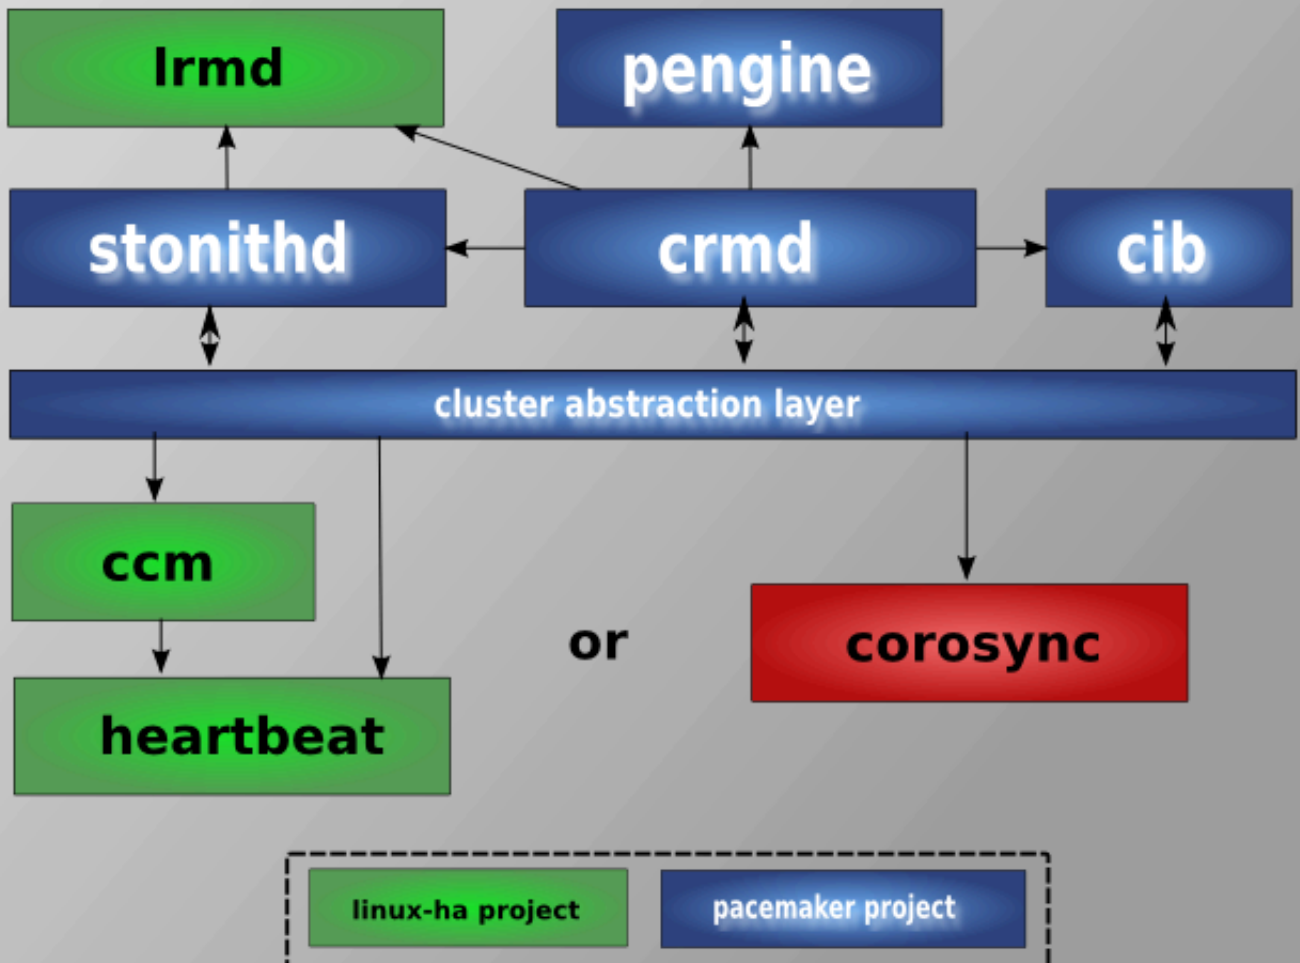 lrmd
pengine
stonithd
crmd
cib
cluster abstraction layer
ccm
or
corosync
heartbeat
linux-ha project
pacemaker project